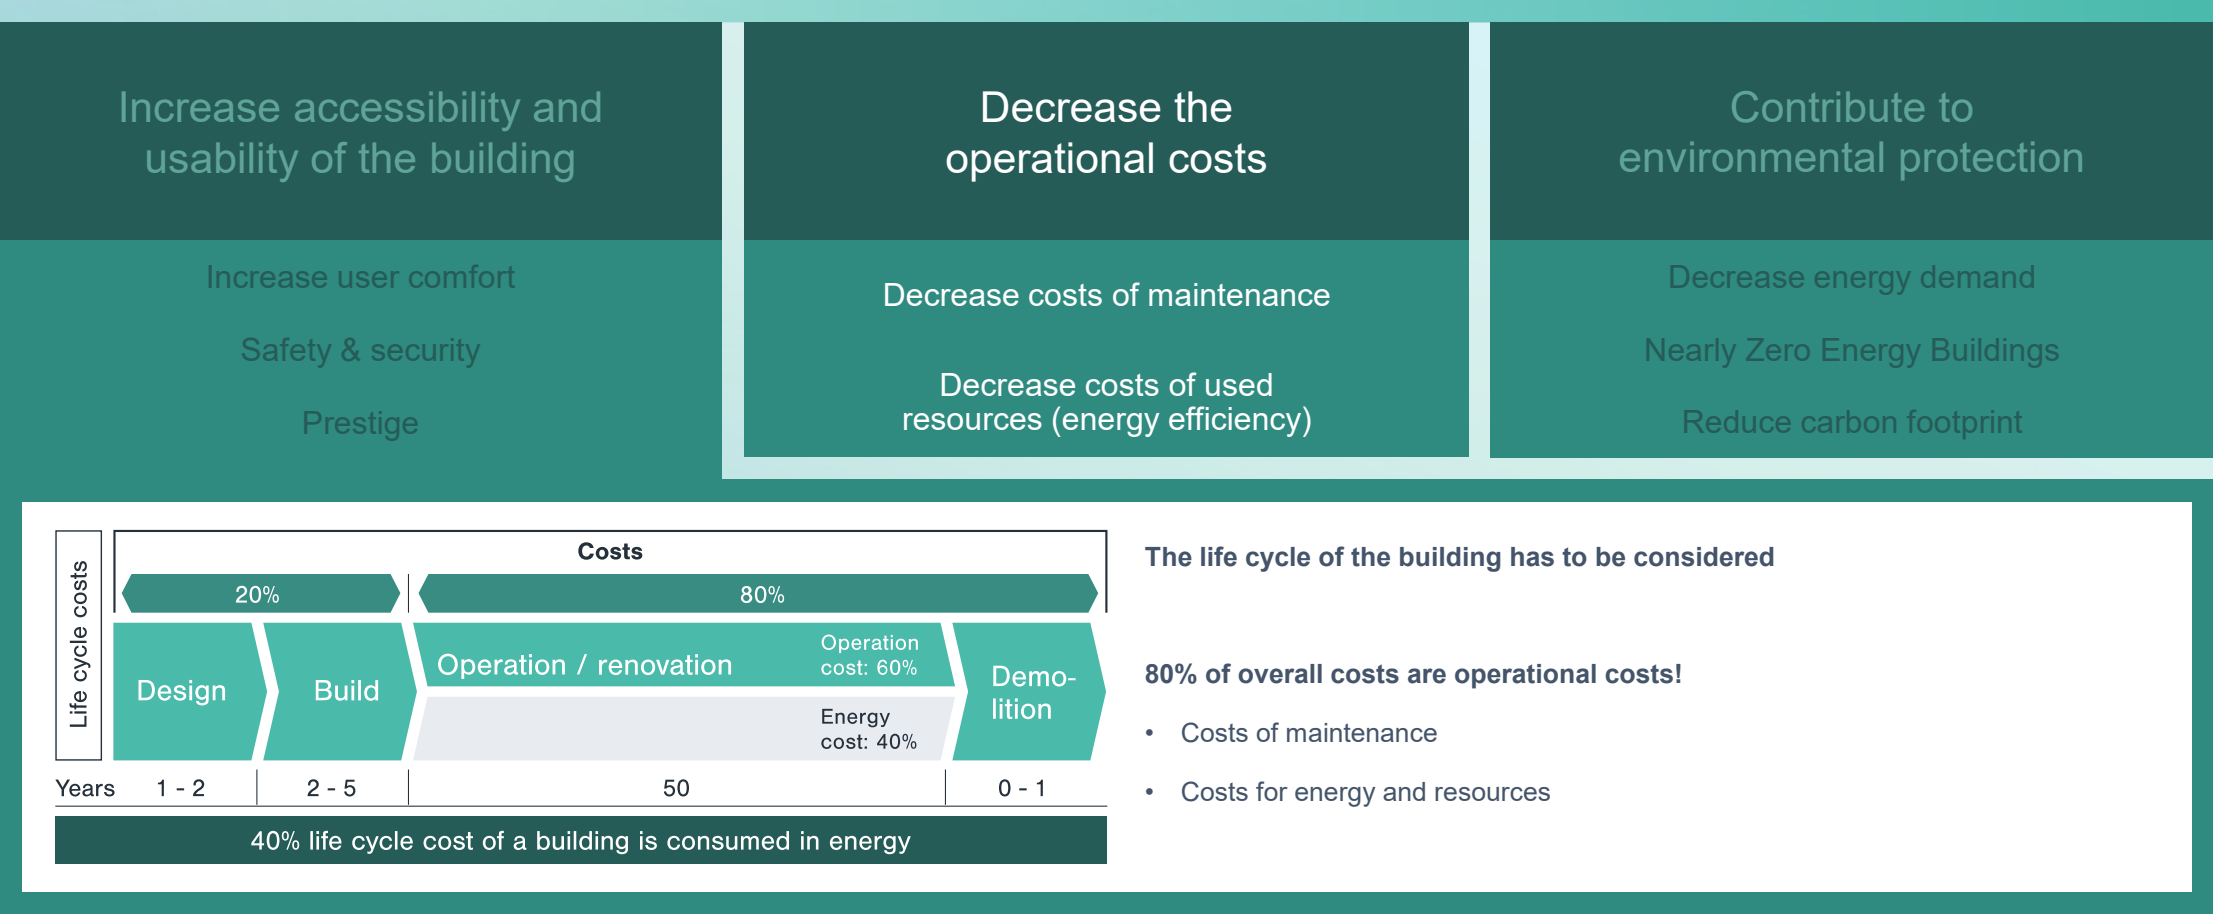 Increase accessibility and
usability of the building
Increase user comfort
Safety & security
Prestige
Decrease the
operational costs
Decrease costs of maintenance
Decrease costs of used
resources (energy efficiency)
Contribute to
environmental protection
Decrease energy demand
Nearly Zero Energy Buildings
Reduce carbon footprint
Life cycle costs
Costs
20%
80%
Design
Build
Operation / renovation
Operation
cost: 60%
Energy
cost: 40%
Demo-
lition
Years 1 - 2 2 - 5 50 0 - 1
40% life cycle cost of a building is consumed in energy
The life cycle of the building has to be considered
80% of overall costs are operational costs!
• Costs of maintenance
• Costs for energy and resources